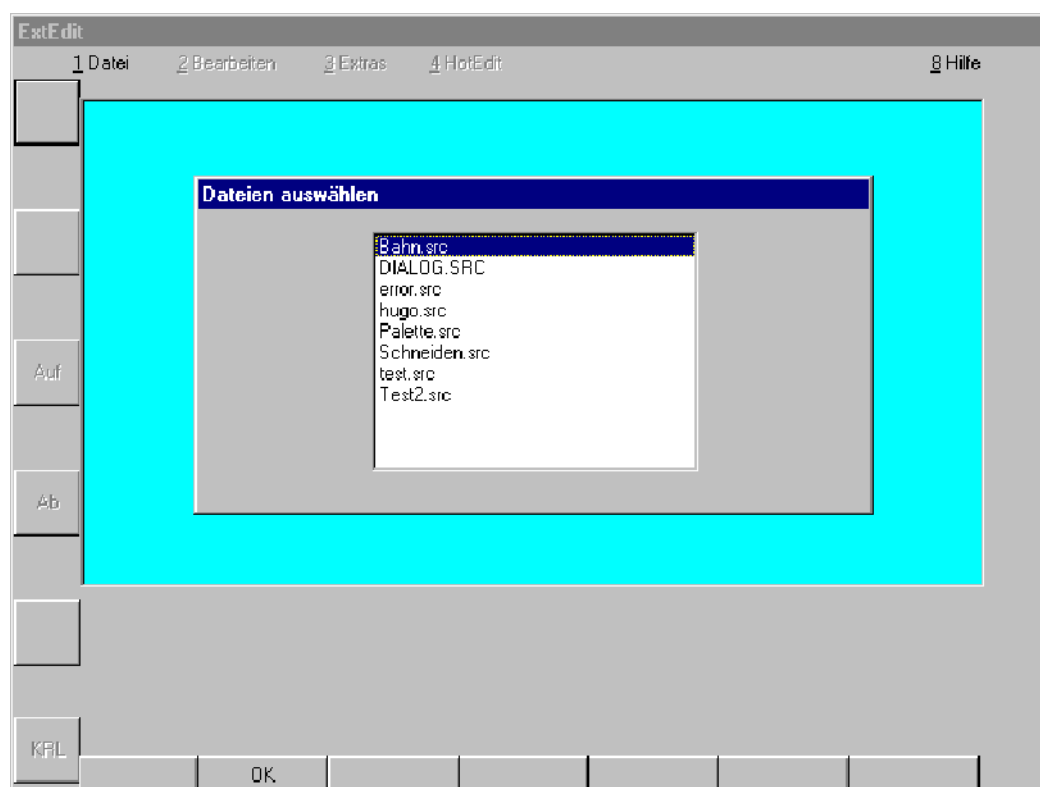 ExtEdit
1 Datei 2 Bearbeiten 3 Extras 4 HotEdit 8 Hilfe
Dateien auswählen
Bahn.src
DIALOG.SRC
error.src
hugo.src
Palette.src
Schneiden.src
test.src
Test2.src
Auf
Ab
KRL
OK